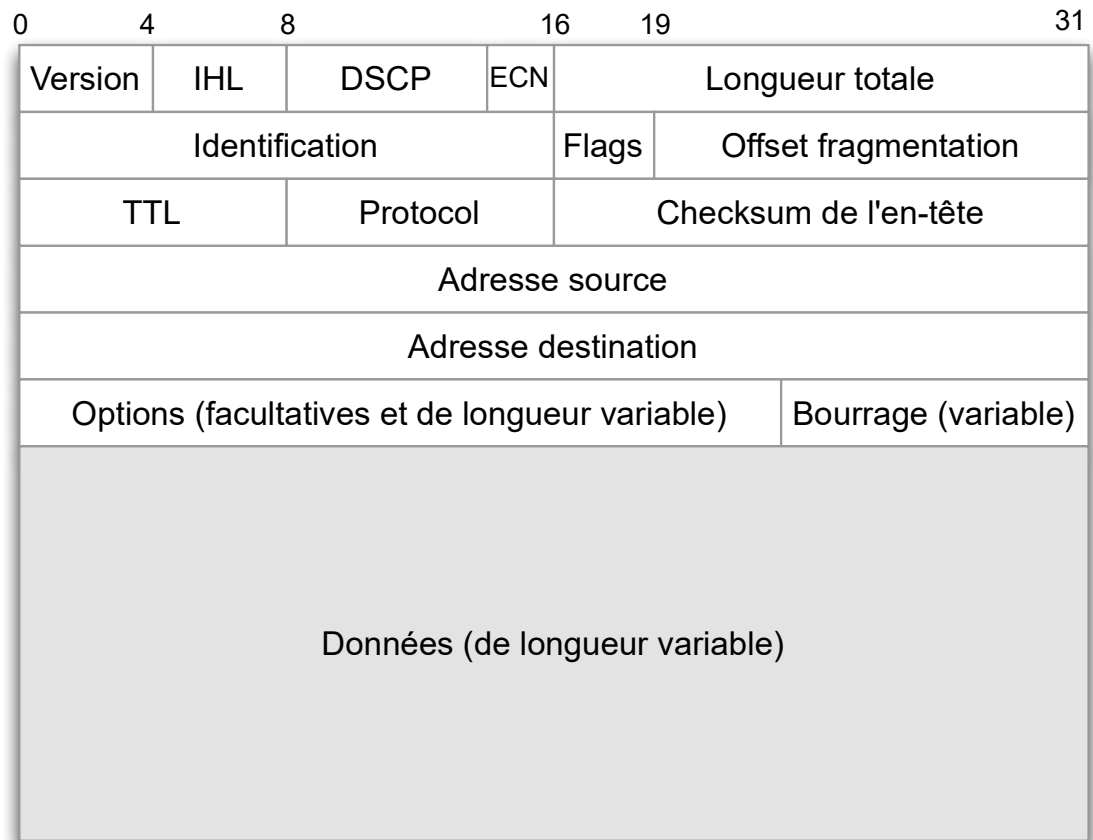 0 4 8 16 19 31
Version IHL DSCP ECN Longueur totale
Identification Flags Offset fragmentation
TTL Protocol Checksum de l'en-tête
Adresse source
Adresse destination
Options (facultatives et de longueur variable) Bourrage (variable)
Données (de longueur variable)